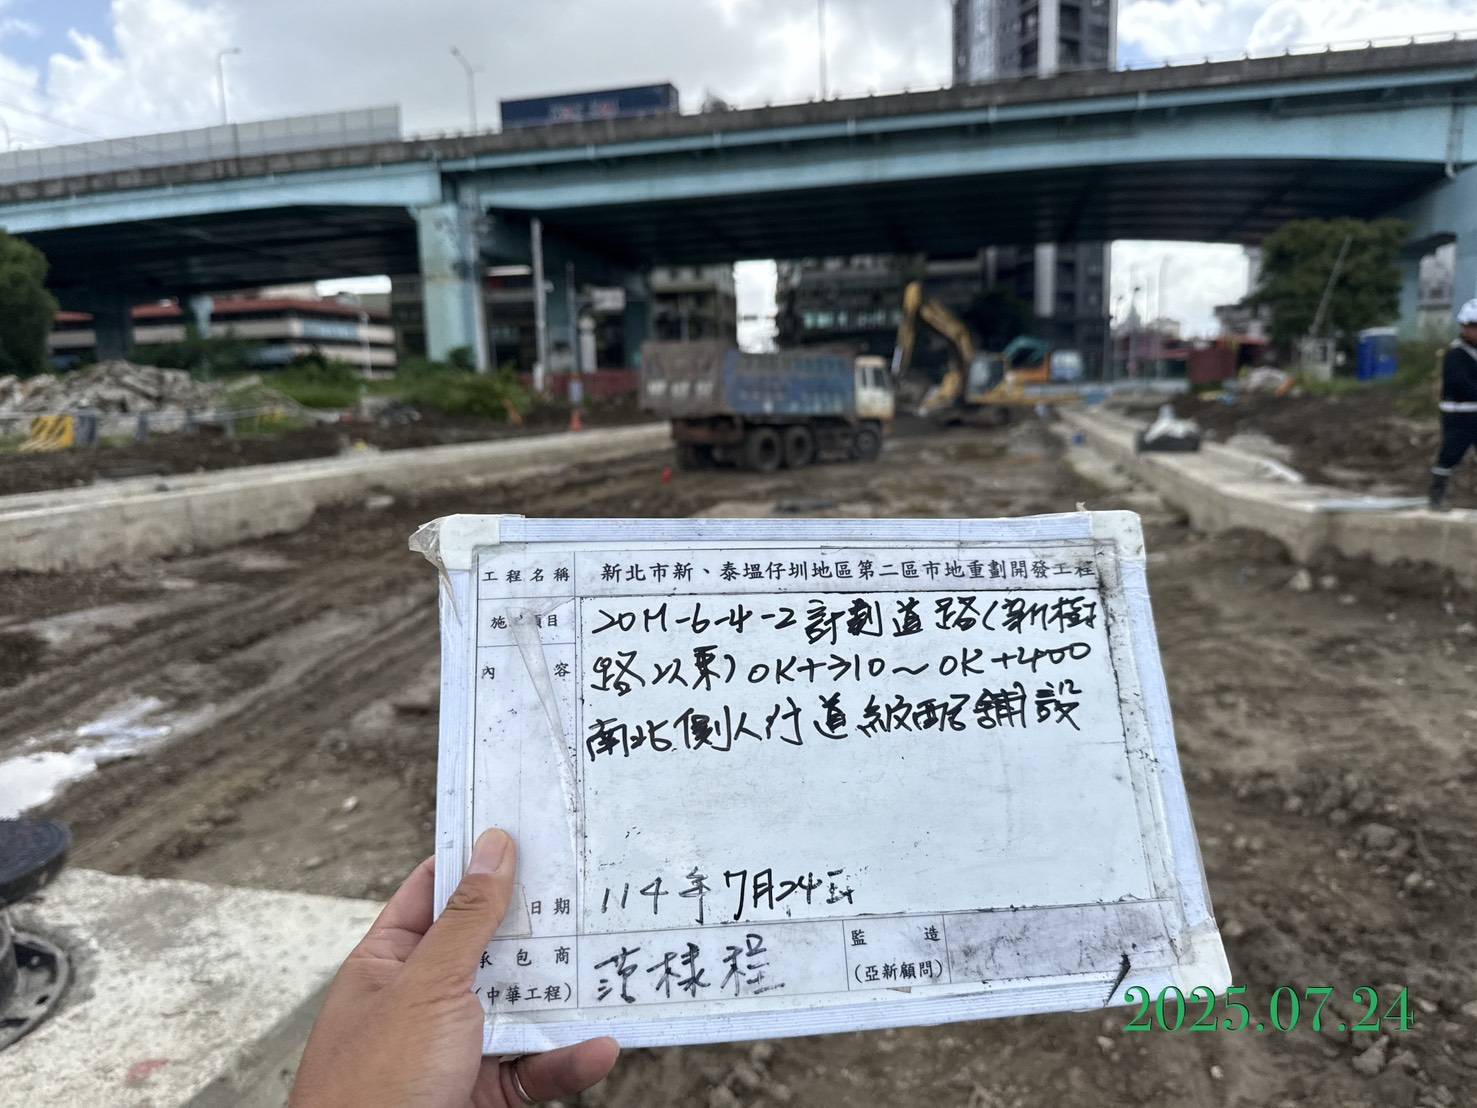 工程名稱 新北市新、泰塭仔圳地區第二區市地重劃開發工程
施 項目 20M-6-4-2計劃道路(新樹
內容 路以東) 0K+310~0K+400
南北側人行道級配舖設
日期 114年7月24日
承包商 (中華工程) 范棣程
監造 (亞新顧問)
2025.07.24